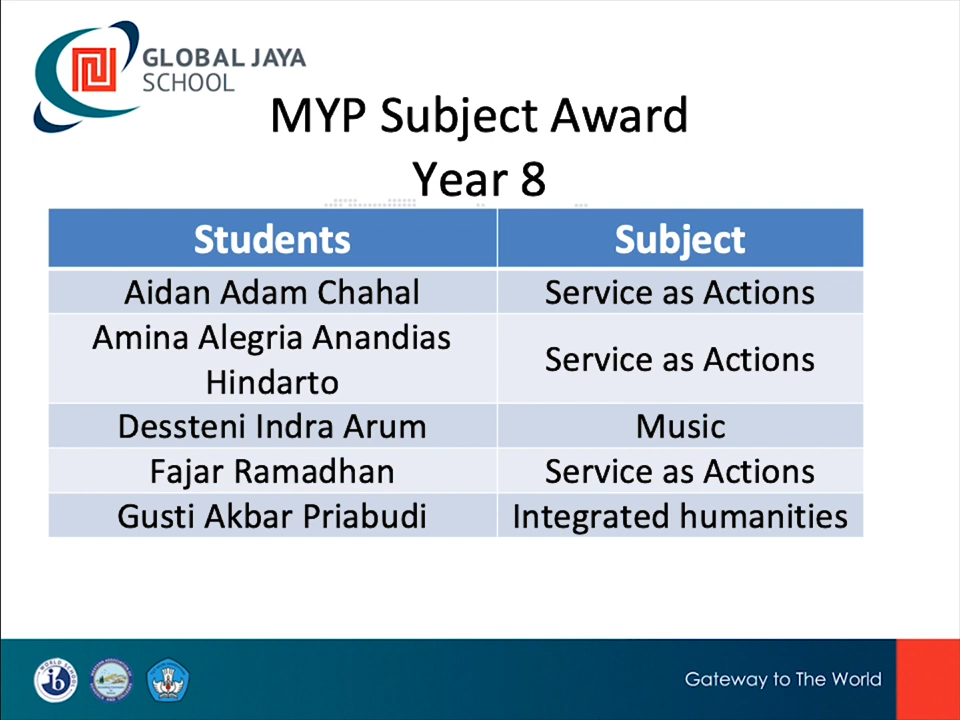 GLOBAL JAYA
SCHOOL
MYP Subject Award
Year 8
Students Subject
Aidan Adam Chahal Service as Actions
Amina Alegria Anandias
Hindarto Service as Actions
Dessteni Indra Arum Music
Fajar Ramadhan Service as Actions
Gusti Akbar Priabudi Integrated humanities
Gateway to The World